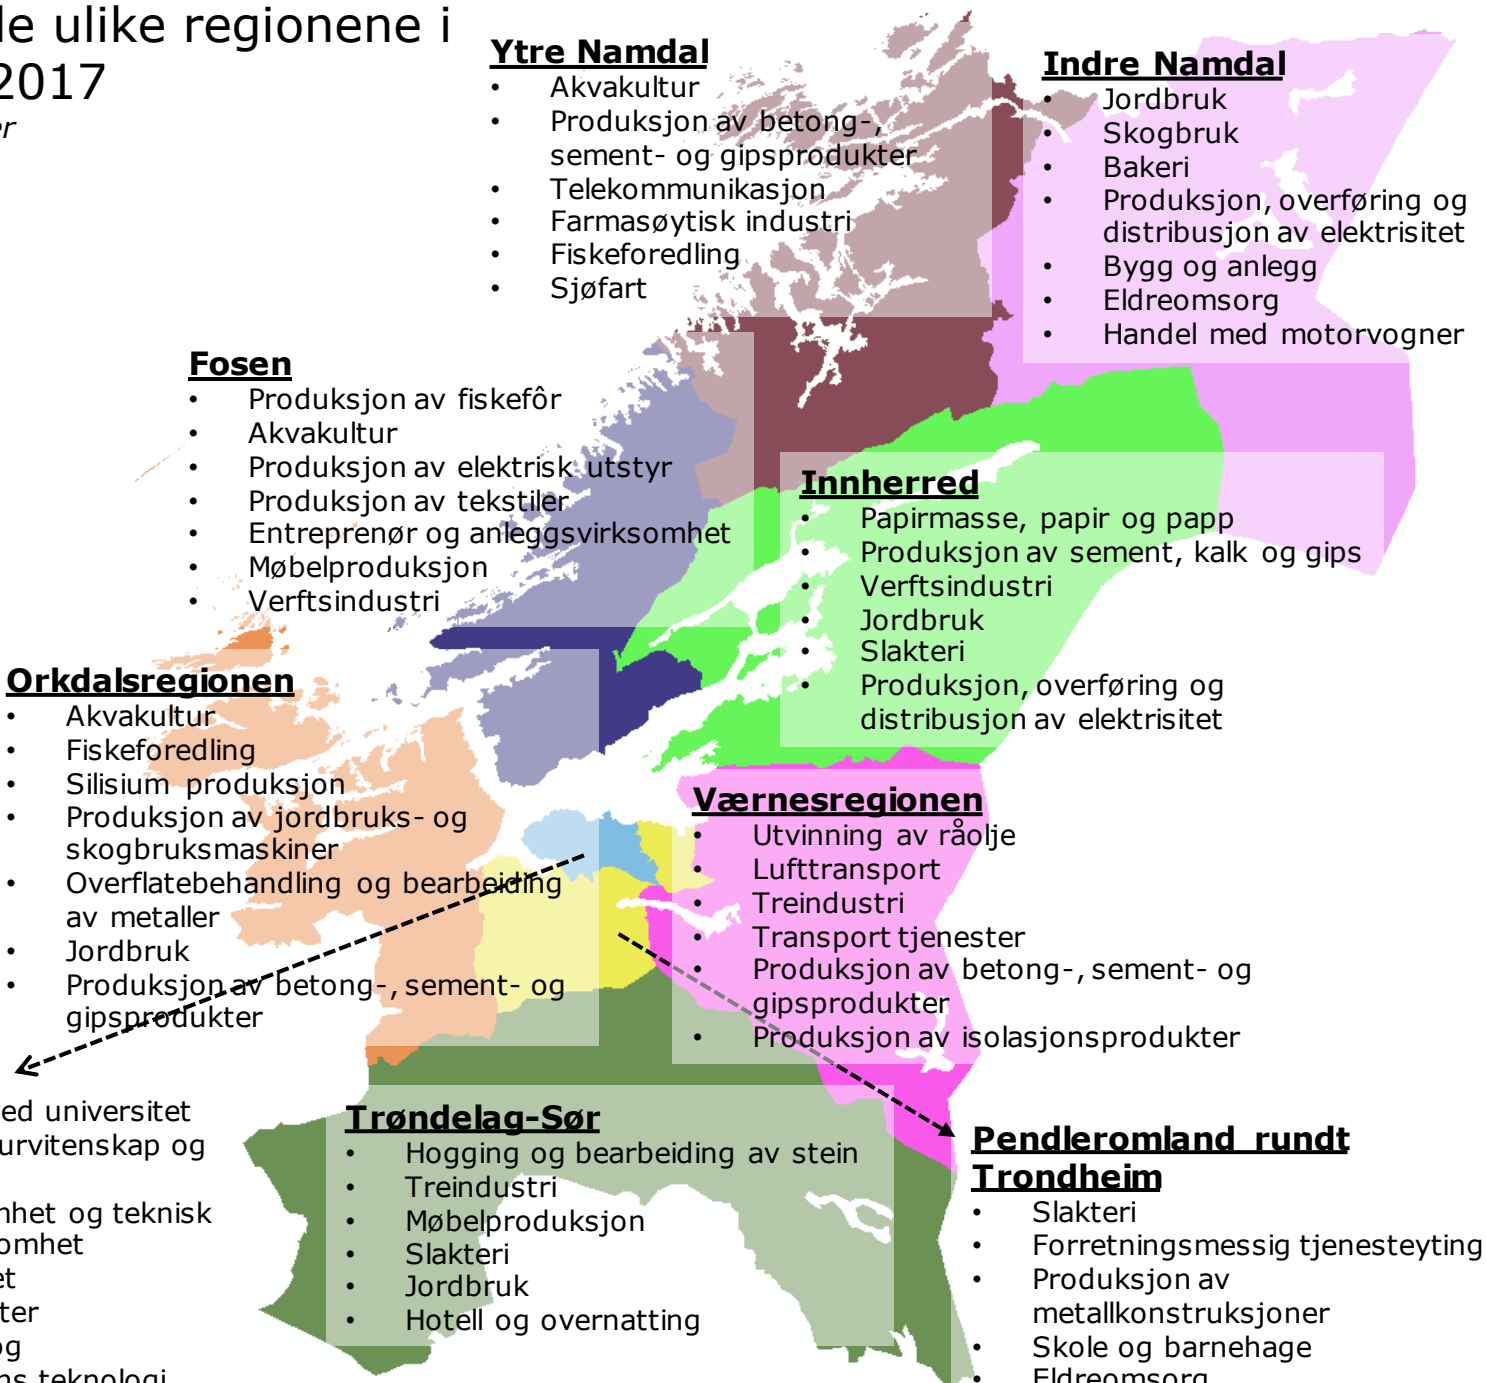 de ulike regionene i
2017
er
Ytre Namdal
• Akvakultur
• Produksjon av betong-,
sement- og gipsprodukter
• Telekommunikasjon
• Farmasøytisk industri
• Fiskeforedling
• Sjøfart
Indre Namdal
• Jordbruk
• Skogbruk
• Bakeri
• Produksjon, overføring og
distribusjon av elektrisitet
• Bygg og anlegg
• Eldreomsorg
• Handel med motorvogner
Fosen
• Produksjon av fiskefôr
• Akvakultur
• Produksjon av elektrisk utstyr
• Produksjon av tekstiler
• Entreprenør og anleggsvirksomhet
• Møbelproduksjon
• Verftsindustri
Innherred
• Papirmasse, papir og papp
• Produksjon av sement, kalk og gips
• Verftsindustri
• Jordbruk
• Slakteri
• Produksjon, overføring og
distribusjon av elektrisitet
Orkdalsregionen
• Akvakultur
• Fiskeforedling
• Silisium produksjon
• Produksjon av jordbruks- og
skogbruksmaskiner
• Overflatebehandling og bearbeiding
av metaller
• Jordbruk
• Produksjon av betong-, sement- og
gipsprodukter
Værnesregionen
• Utvinning av råolje
• Lufttransport
• Treindustri
• Transport tjenester
• Produksjon av betong-, sement- og
gipsprodukter
• Produksjon av isolasjonsprodukter
ed universitet
urvitenskap og
nhet og teknisk
omhet
et
ter
og
ns teknologi
Trøndelag-Sør
• Hogging og bearbeiding av stein
• Treindustri
• Møbelproduksjon
• Slakteri
• Jordbruk
• Hotell og overnatting
Pendleromland rundt
Trondheim
• Slakteri
• Forretningsmessig tjenesteyting
• Produksjon av
metallkonstruksjoner
• Skole og barnehage
• Eldreomsorg